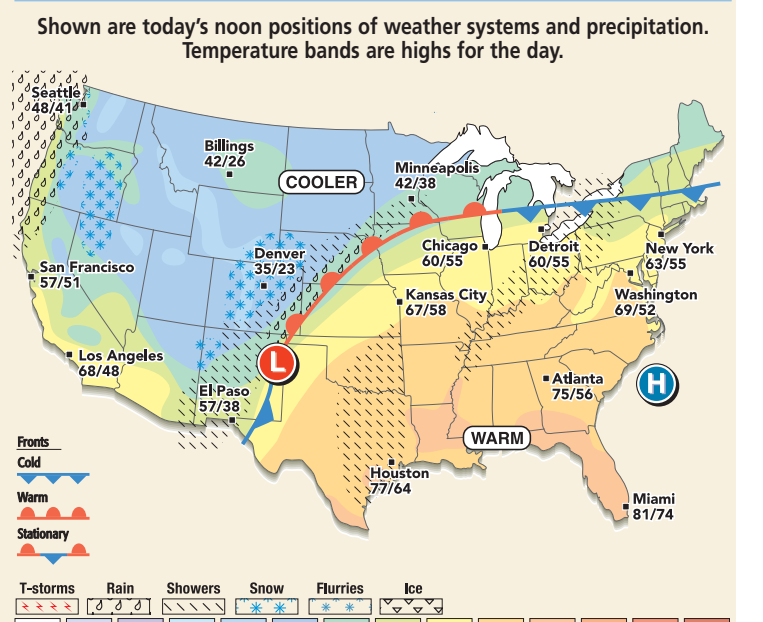 Shown are today's noon positions of weather systems and precipitation.
Temperature bands are highs for the day.
Seattle
48/41
Billings
42/26
COOLER
Minneapolis
42/38
Denver
35/23
San Francisco
57/51
Chicago
60/55
Detroit
60/55
New York
63/55
Kansas City
67/58
Washington
69/52
Los Angeles
68/48
L
El Paso
57/38
Atlanta
75/56
H
WARM
Houston
77/64
Miami
81/74
Fronts
Cold
Warm
Stationary
T-storms Rain Showers Snow Flurries Ice